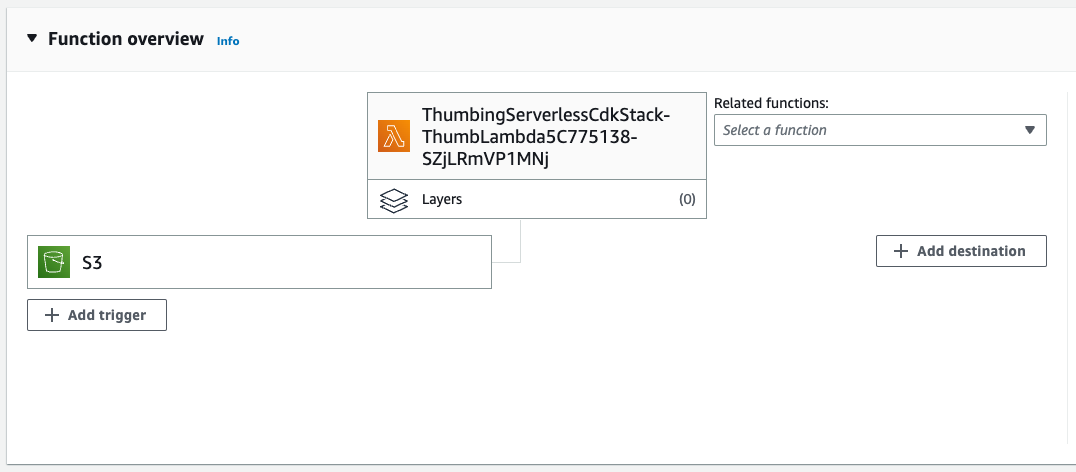 Function overview Info
ThumbingServerlessCdkStack-
ThumbLambda5C775138-
SZjLRmVP1MNj
Layers (0)
Related functions:
Select a function
S3
+ Add trigger
+ Add destination